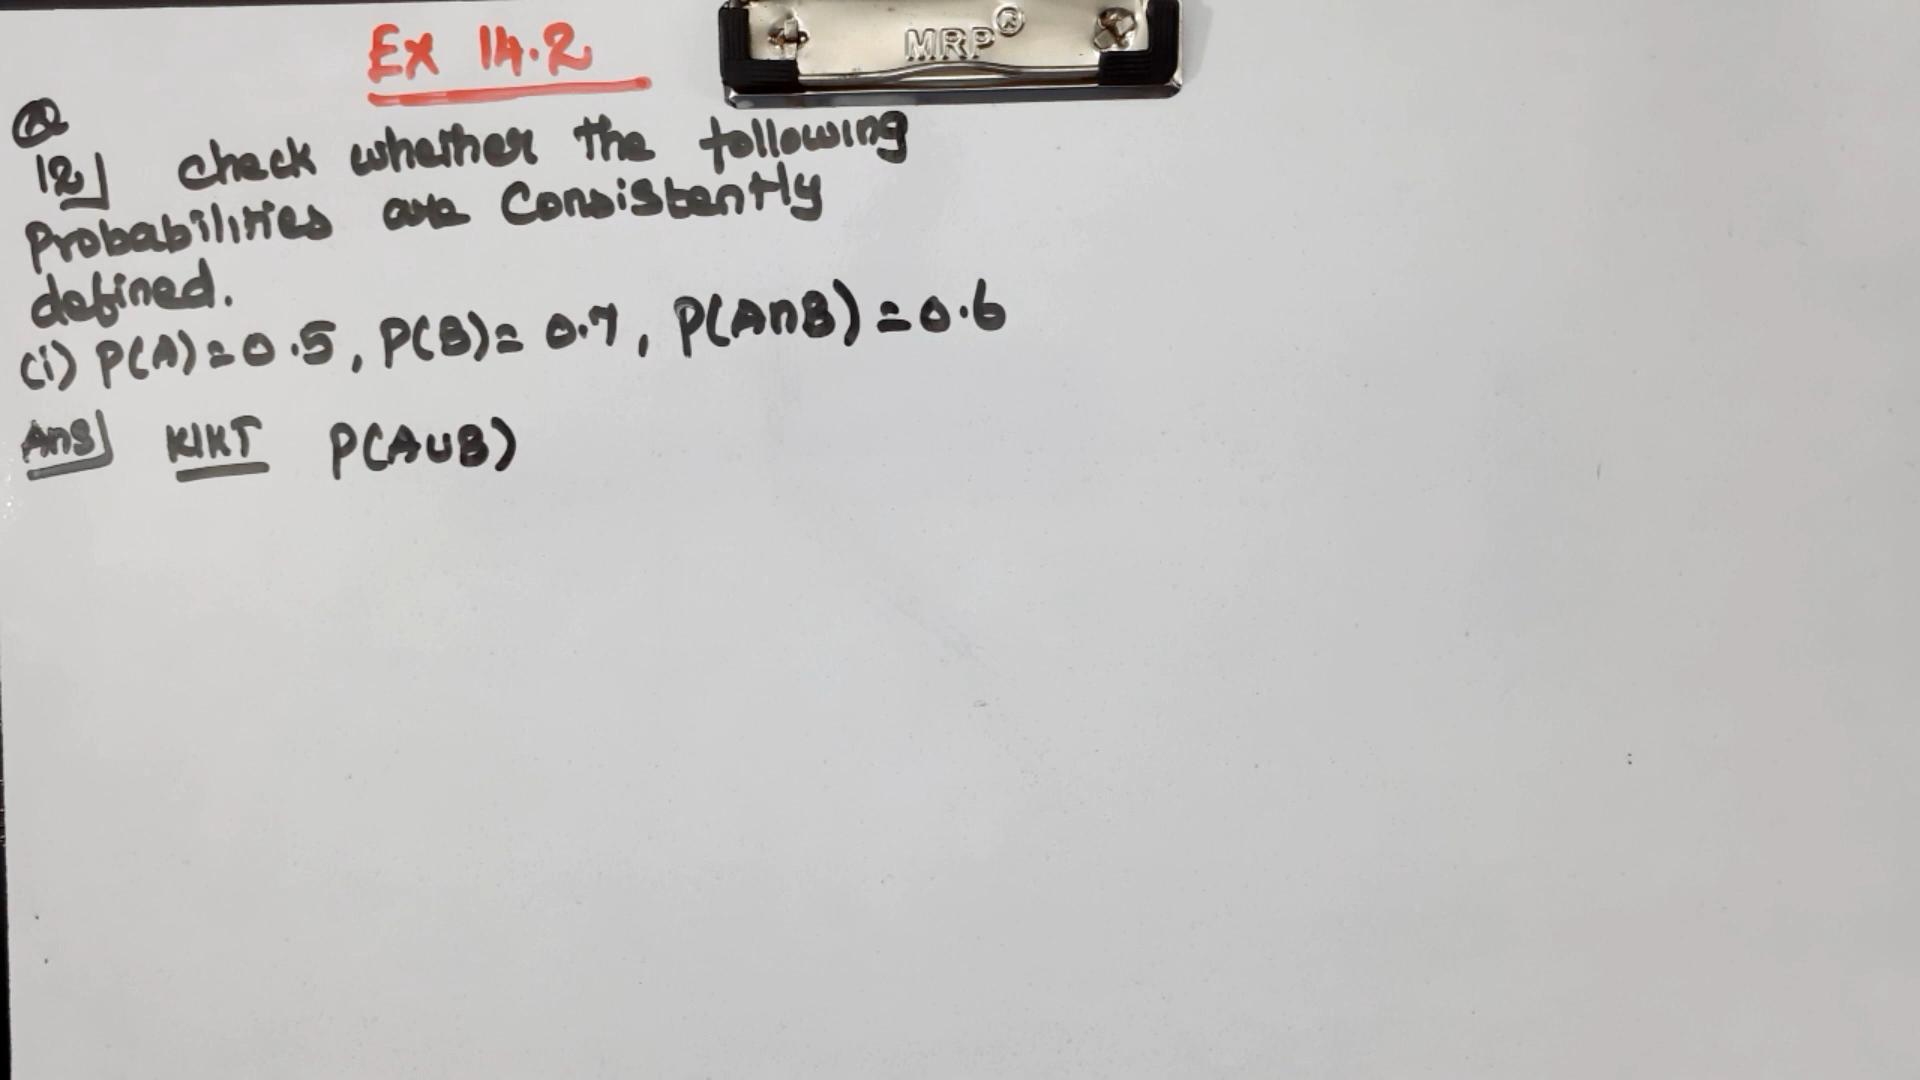 Ex 14.2
MRP®
Q
12] check whether the following
Probabilities are Consistently
defined.
(i) P(A)=0.5, P(B)= 0.7, P(A∩B)=0.6
Ans] KIKT P(A∪B)